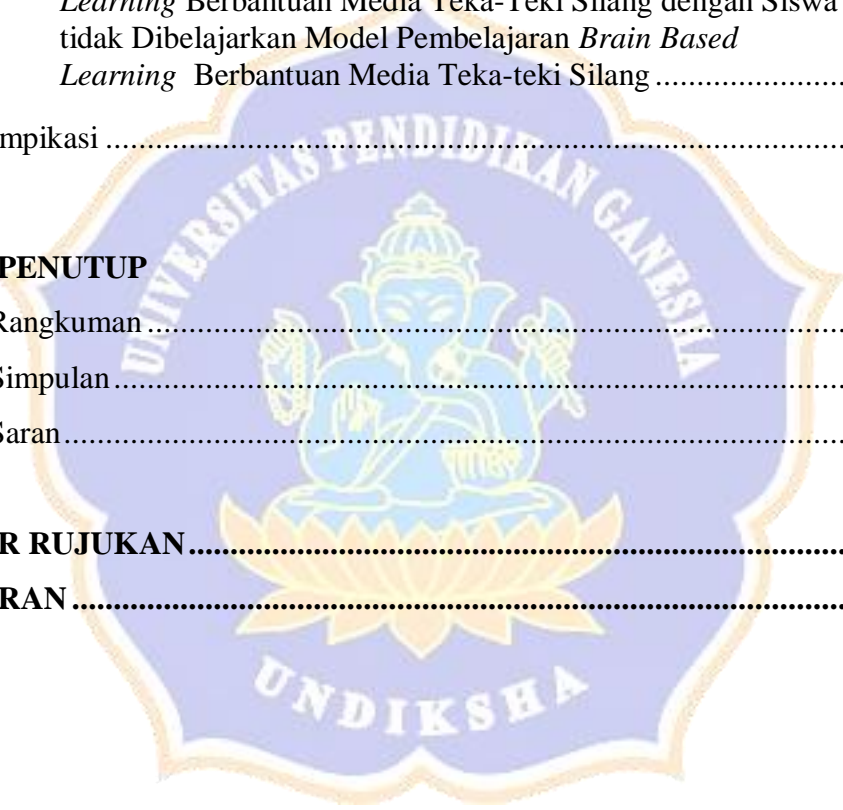 Learning Berbantuan Media Teka-Teki Silang dengan Siswa
tidak Dibelajarkan Model Pembelajaran Brain Based
Learning Berbantuan Media Teka-teki Silang ........................
mpikasi ................................................................................
PENUTUP
Rangkuman ................................................................................
Simpulan ................................................................................
Saran ................................................................................
R RUJUKAN ................................................................................
RAN ................................................................................
UNIVERSITAS PENDIDIKAN GANESHA
UNDIKSHA